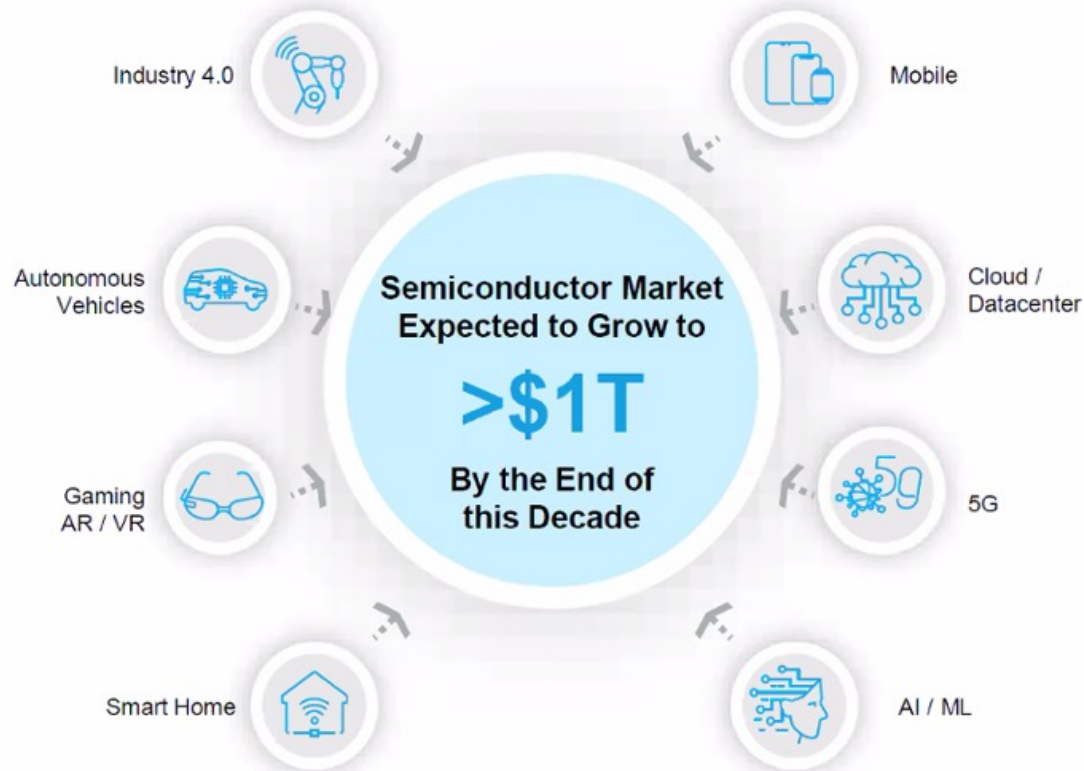 Industry 4.0
Mobile
Autonomous
Vehicles
Cloud /
Datacenter
Semiconductor Market
Expected to Grow to
>$1T
By the End of
this Decade
Gaming
AR / VR
5g
5G
Smart Home
AI / ML